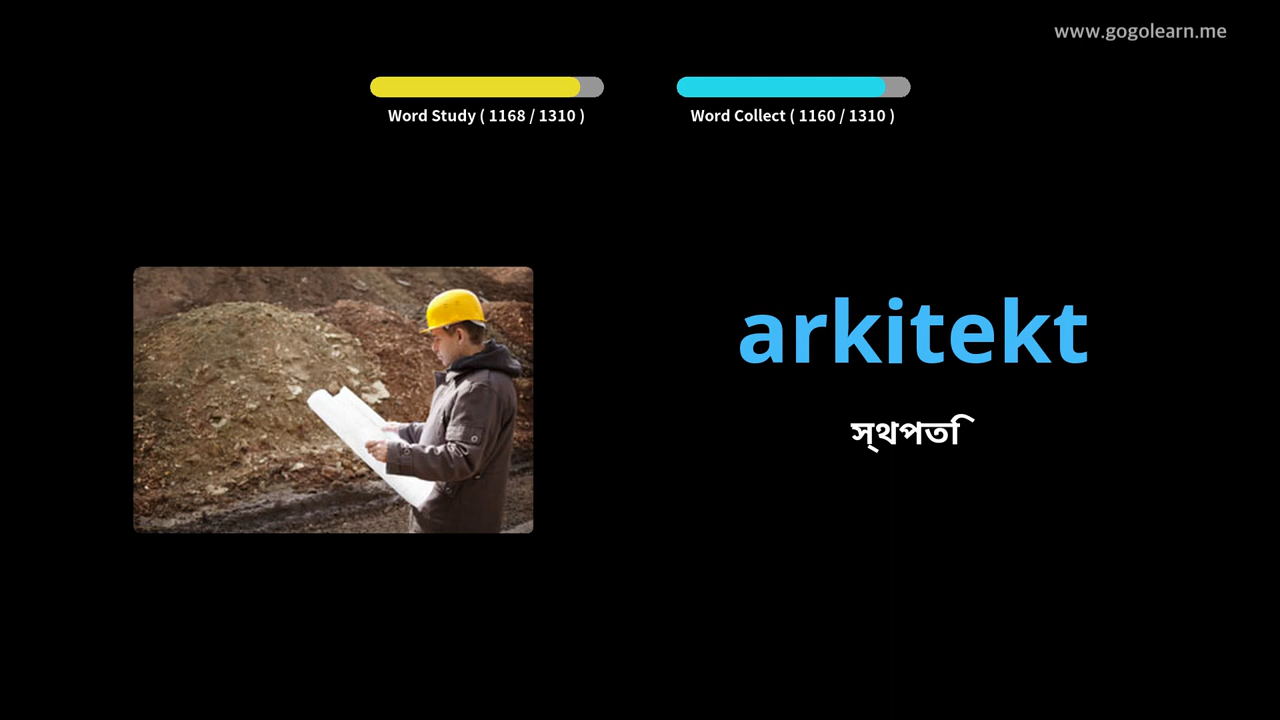 www.gogolearn.me
Word Study ( 1168 / 1310 )
Word Collect ( 1160 / 1310 )
arkitekt
স্থপতি